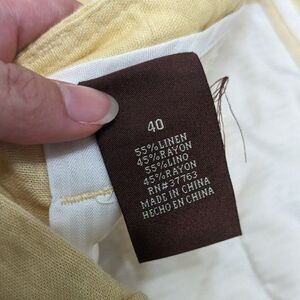 40
55%LINEN
45%RAYON
55%LINO
45%RAYON
RN#37763
MADE IN CHINA
HECHO EN CHINA